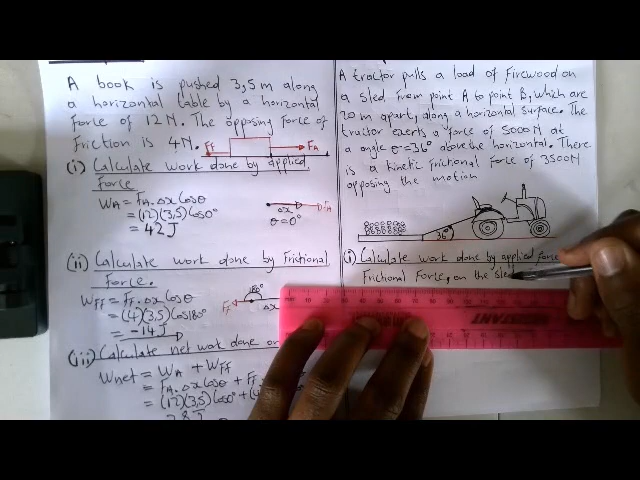 A book is pushed 3,5 m along
a horizontal table by a horizontal
force of 12 N. The opposing force of
friction is 4N.
Ff
FA
(i) Calculate work done by applied
force
WA = FA . Δx Cosθ
= (12)(3,5) Cos0°
= 42 J
Δx
FA
θ = 0°
(ii) Calculate work done by frictional
force.
WFf = Ff . Δx Cosθ
= (4)(3,5) Cos180°
= -14 J
180°
Ff
Δx
(iii) Calculate net work done
Wnet = WA + WFf
= FA . Δx Cosθ + Ff
= (12)(3,5) Cos0° + (4)
A tractor pulls a load of firewood on
a sled from point A to point B, which are
20 m apart, along a horizontal surface. The
tractor exerts a force of 5000N at
a angle θ=36° above the horizontal. There
is a kinetic frictional force of 3500N
opposing the motion
36°
(i) Calculate work done by applied force
Frictional force, on the sled